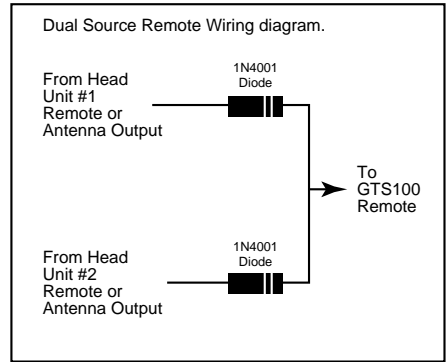 Dual Source Remote Wiring diagram.
From Head
Unit #1
Remote or
Antenna Output
1N4001
Diode
To
GTS100
Remote
From Head
Unit #2
Remote or
Antenna Output
1N4001
Diode